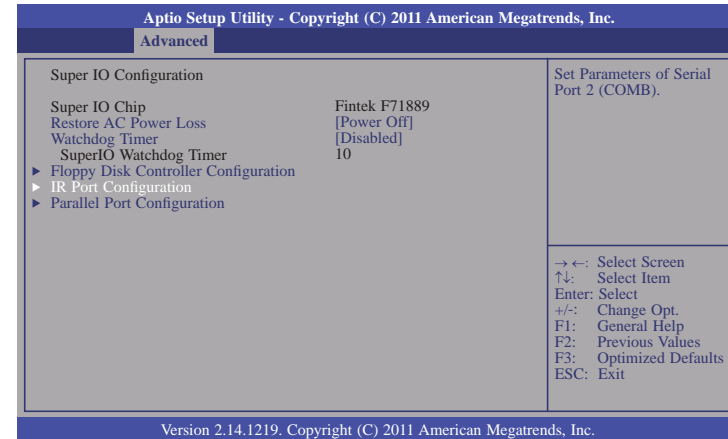 Aptio Setup Utility - Copyright (C) 2011 American Megatrends, Inc.
Advanced
Super IO Configuration
Super IO Chip Fintek F71889
Restore AC Power Loss [Power Off]
Watchdog Timer [Disabled]
SuperIO Watchdog Timer 10
▶ Floppy Disk Controller Configuration
▶ IR Port Configuration
▶ Parallel Port Configuration
Set Parameters of Serial
Port 2 (COMB).
→←: Select Screen
↑↓: Select Item
Enter: Select
+/-: Change Opt.
F1: General Help
F2: Previous Values
F3: Optimized Defaults
ESC: Exit
Version 2.14.1219. Copyright (C) 2011 American Megatrends, Inc.